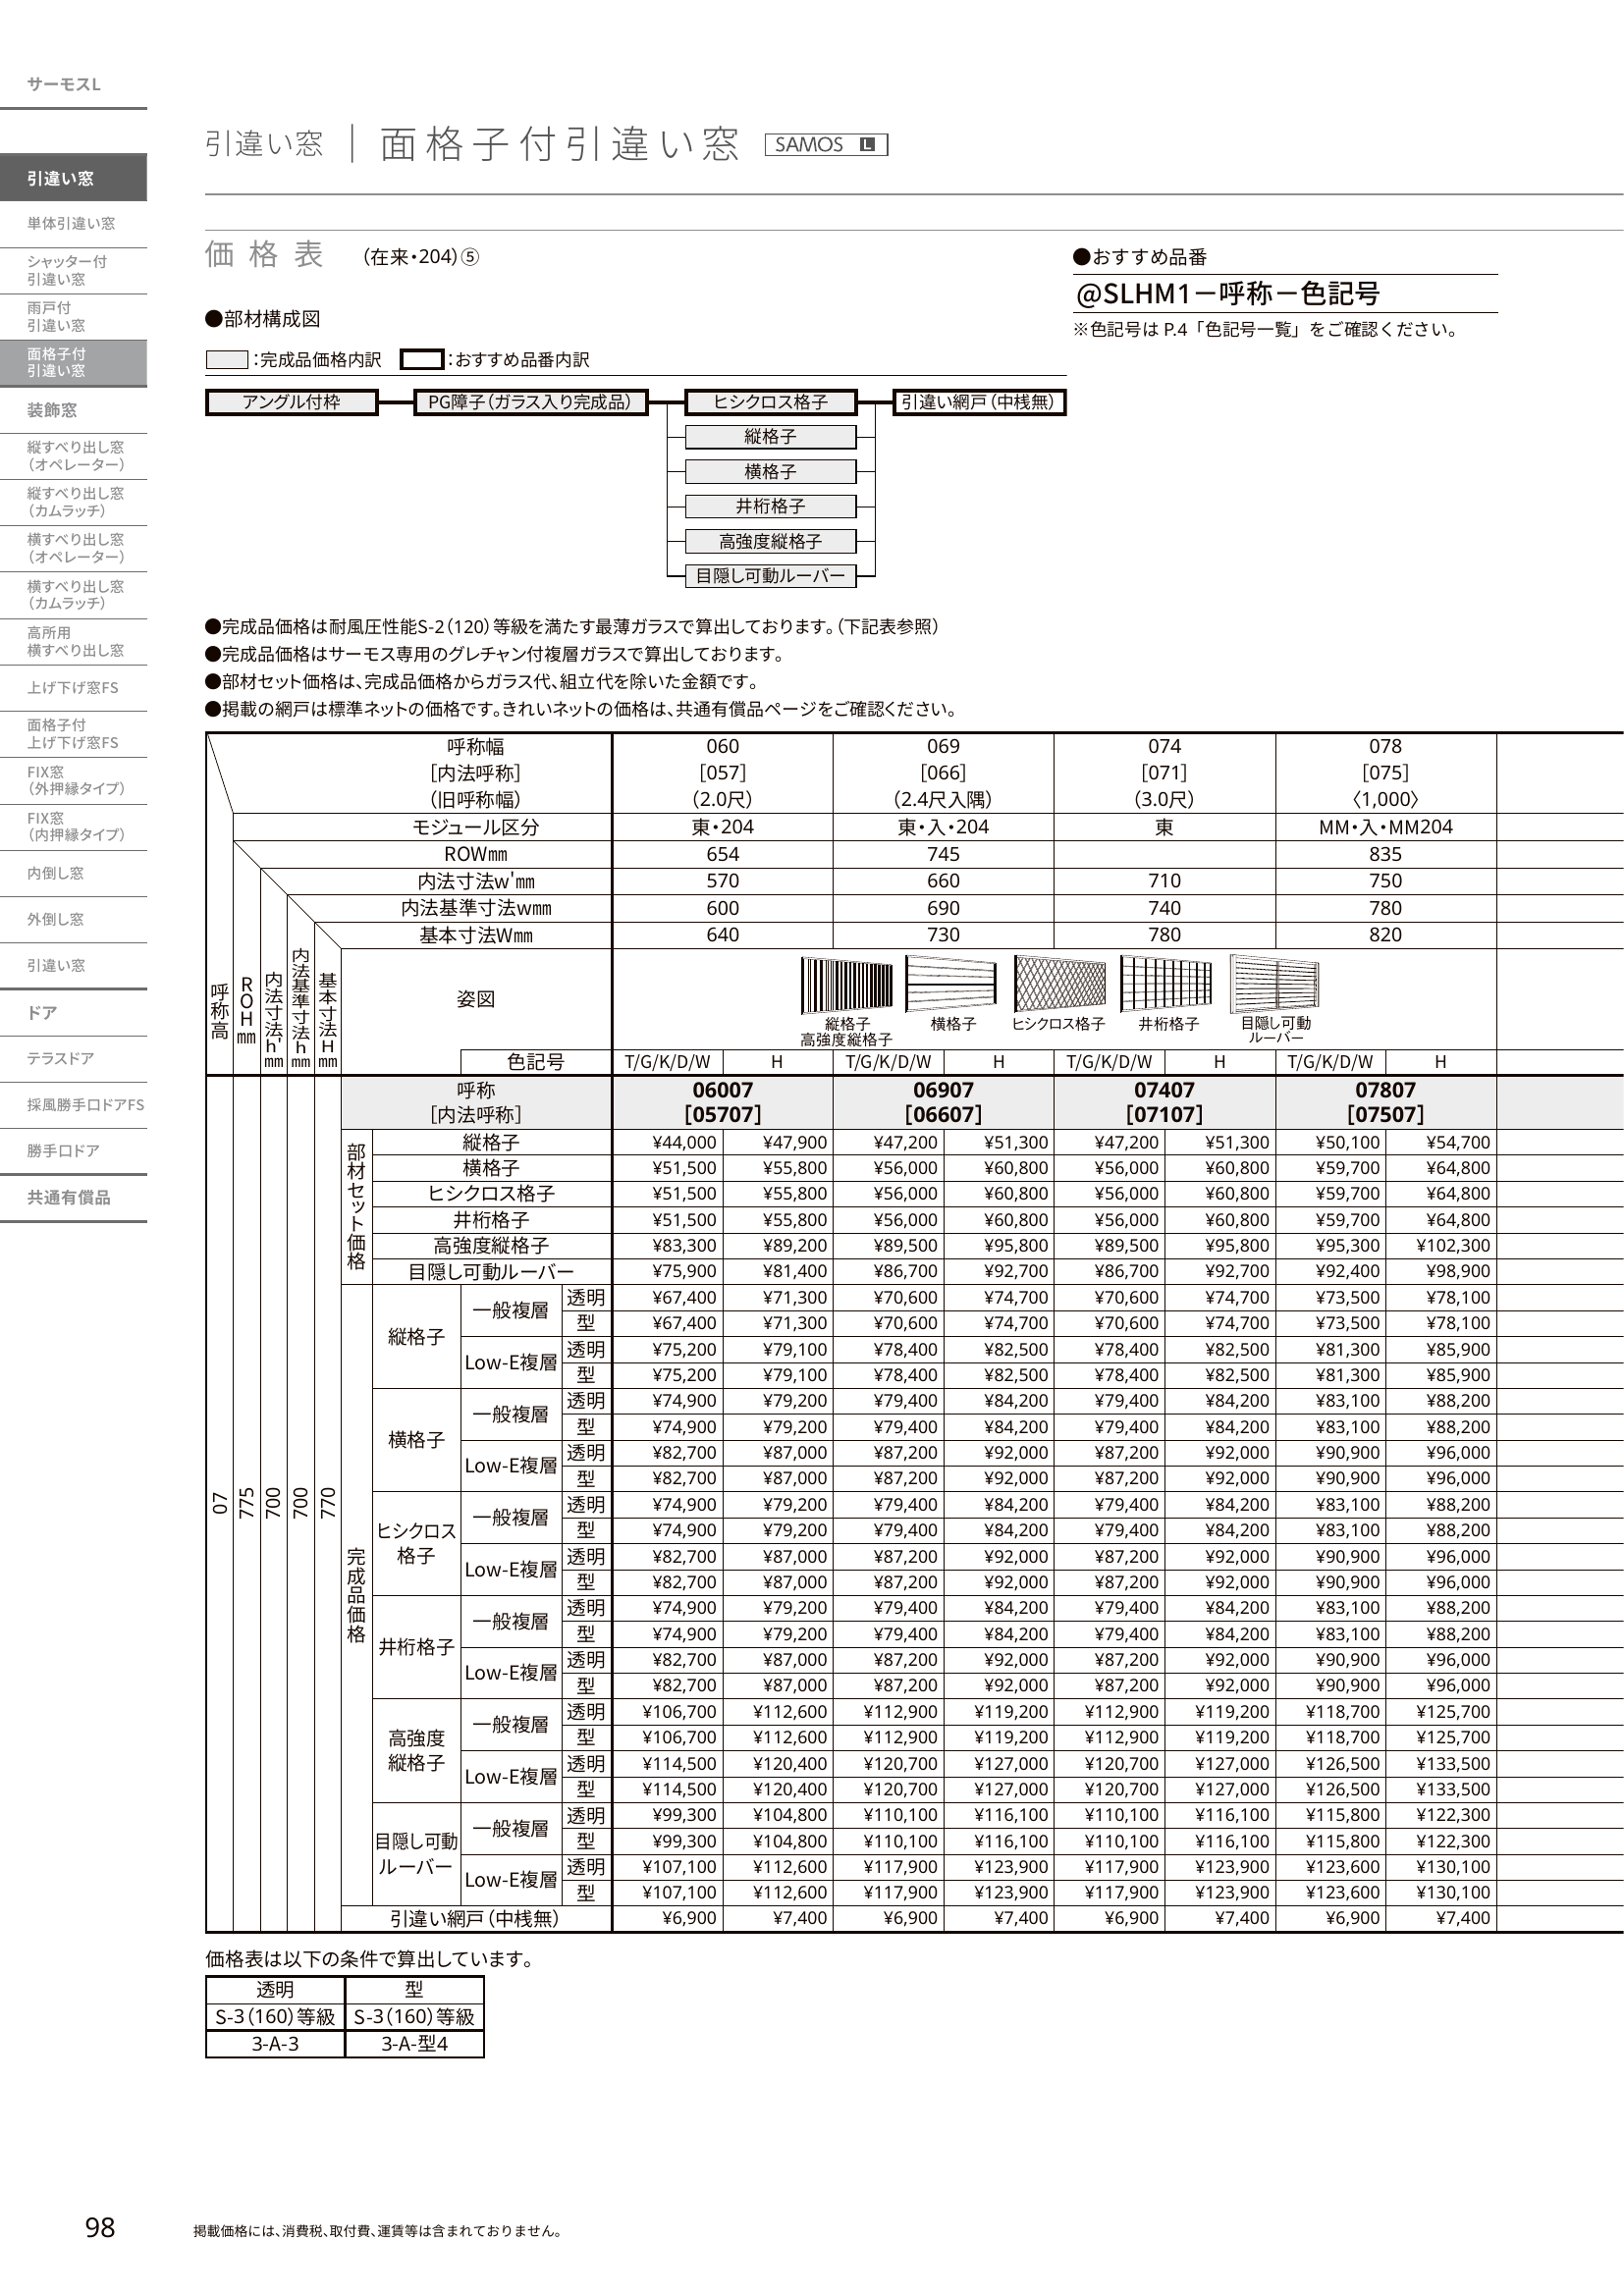 サーモスL
引違い窓
単体引違い窓
シャッター付
引違い窓
雨戸付
引違い窓
面格子付
引違い窓
装飾窓
縦すべり出し窓
（オペレーター）
縦すべり出し窓
（カムラッチ）
横すべり出し窓
（オペレーター）
横すべり出し窓
（カムラッチ）
高所用
横すべり出し窓
上げ下げ窓FS
面格子付
上げ下げ窓FS
FIX窓
（外押縁タイプ）
FIX窓
（内押縁タイプ）
内倒し窓
外倒し窓
引違い窓
ドア
テラスドア
採風勝手口ドアFS
勝手口ドア
共通有償品
引違い窓｜面格子付引違い窓 SAMOS L
価格表 （在来・204）⑤
●おすすめ品番
@SLHM1－呼称－色記号
※色記号は P.4「色記号一覧」をご確認ください。
●部材構成図
：完成品価格内訳 ：おすすめ品番内訳
アングル付枠 PG障子（ガラス入り完成品） ヒシクロス格子 引違い網戸（中桟無）
縦格子
横格子
井桁格子
高強度縦格子
目隠し可動ルーバー
●完成品価格は耐風圧性能S-2（120）等級を満たす最薄ガラスで算出しております。（下記表参照）
●完成品価格はサーモス専用のグレチャン付複層ガラスで算出しております。
●部材セット価格は、完成品価格からガラス代、組立代を除いた金額です。
●掲載の網戸は標準ネットの価格です。きれいネットの価格は、共通有償品ページをご確認ください。
呼称幅 060 069 074 078
［内法呼称］ ［057］ ［066］ ［071］ ［075］
（旧呼称幅） （2.0尺） （2.4尺入隅） （3.0尺） 〈1,000〉
モジュール区分 東・204 東・入・204 東 MM・入・MM204
ROW㎜ 654 745 835
内法寸法w'㎜ 570 660 710 750
内法基準寸法w㎜ 600 690 740 780
基本寸法W㎜ 640 730 780 820
呼称高 ROH㎜ 内法寸法h'㎜ 内法基準寸法h㎜ 基本寸法H㎜
姿図
縦格子
高強度縦格子
横格子
ヒシクロス格子
井桁格子
目隠し可動
ルーバー
色記号 T/G/K/D/W H T/G/K/D/W H T/G/K/D/W H T/G/K/D/W H
呼称 06007 06907 07407 07807
［内法呼称］ ［05707］ ［06607］ ［07107］ ［07507］
07 775 700 700 770
部材セット価格
縦格子 ¥44,000 ¥47,900 ¥47,200 ¥51,300 ¥47,200 ¥51,300 ¥50,100 ¥54,700
横格子 ¥51,500 ¥55,800 ¥56,000 ¥60,800 ¥56,000 ¥60,800 ¥59,700 ¥64,800
ヒシクロス格子 ¥51,500 ¥55,800 ¥56,000 ¥60,800 ¥56,000 ¥60,800 ¥59,700 ¥64,800
井桁格子 ¥51,500 ¥55,800 ¥56,000 ¥60,800 ¥56,000 ¥60,800 ¥59,700 ¥64,800
高強度縦格子 ¥83,300 ¥89,200 ¥89,500 ¥95,800 ¥89,500 ¥95,800 ¥95,300 ¥102,300
目隠し可動ルーバー ¥75,900 ¥81,400 ¥86,700 ¥92,700 ¥86,700 ¥92,700 ¥92,400 ¥98,900
完成品価格
縦格子 一般複層 透明 ¥67,400 ¥71,300 ¥70,600 ¥74,700 ¥70,600 ¥74,700 ¥73,500 ¥78,100
型 ¥67,400 ¥71,300 ¥70,600 ¥74,700 ¥70,600 ¥74,700 ¥73,500 ¥78,100
Low-E複層 透明 ¥75,200 ¥79,100 ¥78,400 ¥82,500 ¥78,400 ¥82,500 ¥81,300 ¥85,900
型 ¥75,200 ¥79,100 ¥78,400 ¥82,500 ¥78,400 ¥82,500 ¥81,300 ¥85,900
横格子 一般複層 透明 ¥74,900 ¥79,200 ¥79,400 ¥84,200 ¥79,400 ¥84,200 ¥83,100 ¥88,200
型 ¥74,900 ¥79,200 ¥79,400 ¥84,200 ¥79,400 ¥84,200 ¥83,100 ¥88,200
Low-E複層 透明 ¥82,700 ¥87,000 ¥87,200 ¥92,000 ¥87,200 ¥92,000 ¥90,900 ¥96,000
型 ¥82,700 ¥87,000 ¥87,200 ¥92,000 ¥87,200 ¥92,000 ¥90,900 ¥96,000
ヒシクロス格子 一般複層 透明 ¥74,900 ¥79,200 ¥79,400 ¥84,200 ¥79,400 ¥84,200 ¥83,100 ¥88,200
型 ¥74,900 ¥79,200 ¥79,400 ¥84,200 ¥79,400 ¥84,200 ¥83,100 ¥88,200
Low-E複層 透明 ¥82,700 ¥87,000 ¥87,200 ¥92,000 ¥87,200 ¥92,000 ¥90,900 ¥96,000
型 ¥82,700 ¥87,000 ¥87,200 ¥92,000 ¥87,200 ¥92,000 ¥90,900 ¥96,000
井桁格子 一般複層 透明 ¥74,900 ¥79,200 ¥79,400 ¥84,200 ¥79,400 ¥84,200 ¥83,100 ¥88,200
型 ¥74,900 ¥79,200 ¥79,400 ¥84,200 ¥79,400 ¥84,200 ¥83,100 ¥88,200
Low-E複層 透明 ¥82,700 ¥87,000 ¥87,200 ¥92,000 ¥87,200 ¥92,000 ¥90,900 ¥96,000
型 ¥82,700 ¥87,000 ¥87,200 ¥92,000 ¥87,200 ¥92,000 ¥90,900 ¥96,000
高強度縦格子 一般複層 透明 ¥106,700 ¥112,600 ¥112,900 ¥119,200 ¥112,900 ¥119,200 ¥118,700 ¥125,700
型 ¥106,700 ¥112,600 ¥112,900 ¥119,200 ¥112,900 ¥119,200 ¥118,700 ¥125,700
Low-E複層 透明 ¥114,500 ¥120,400 ¥120,700 ¥127,000 ¥120,700 ¥127,000 ¥126,500 ¥133,500
型 ¥114,500 ¥120,400 ¥120,700 ¥127,000 ¥120,700 ¥127,000 ¥126,500 ¥133,500
目隠し可動ルーバー 一般複層 透明 ¥99,300 ¥104,800 ¥110,100 ¥116,100 ¥110,100 ¥116,100 ¥115,800 ¥122,300
型 ¥99,300 ¥104,800 ¥110,100 ¥116,100 ¥110,100 ¥116,100 ¥115,800 ¥122,300
Low-E複層 透明 ¥107,100 ¥112,600 ¥117,900 ¥123,900 ¥117,900 ¥123,900 ¥123,600 ¥130,100
型 ¥107,100 ¥112,600 ¥117,900 ¥123,900 ¥117,900 ¥123,900 ¥123,600 ¥130,100
引違い網戸（中桟無） ¥6,900 ¥7,400 ¥6,900 ¥7,400 ¥6,900 ¥7,400 ¥6,900 ¥7,400
価格表は以下の条件で算出しています。
透明 型
S-3（160）等級 S-3（160）等級
3-A-3 3-A-型4
98
掲載価格には、消費税、取付費、運賃等は含まれておりません。